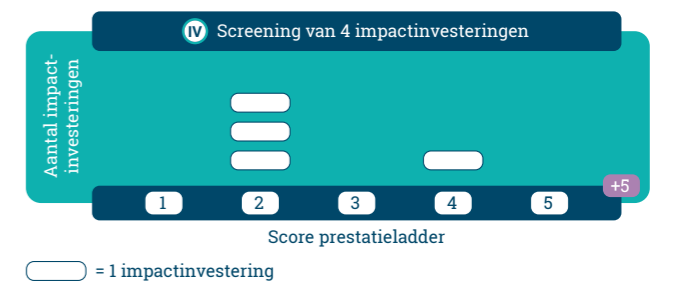 IV Screening van 4 impactinvesteringen
Aantal impact-
investeringen
+5
1 2 3 4 5
Score prestatieladder
= 1 impactinvestering